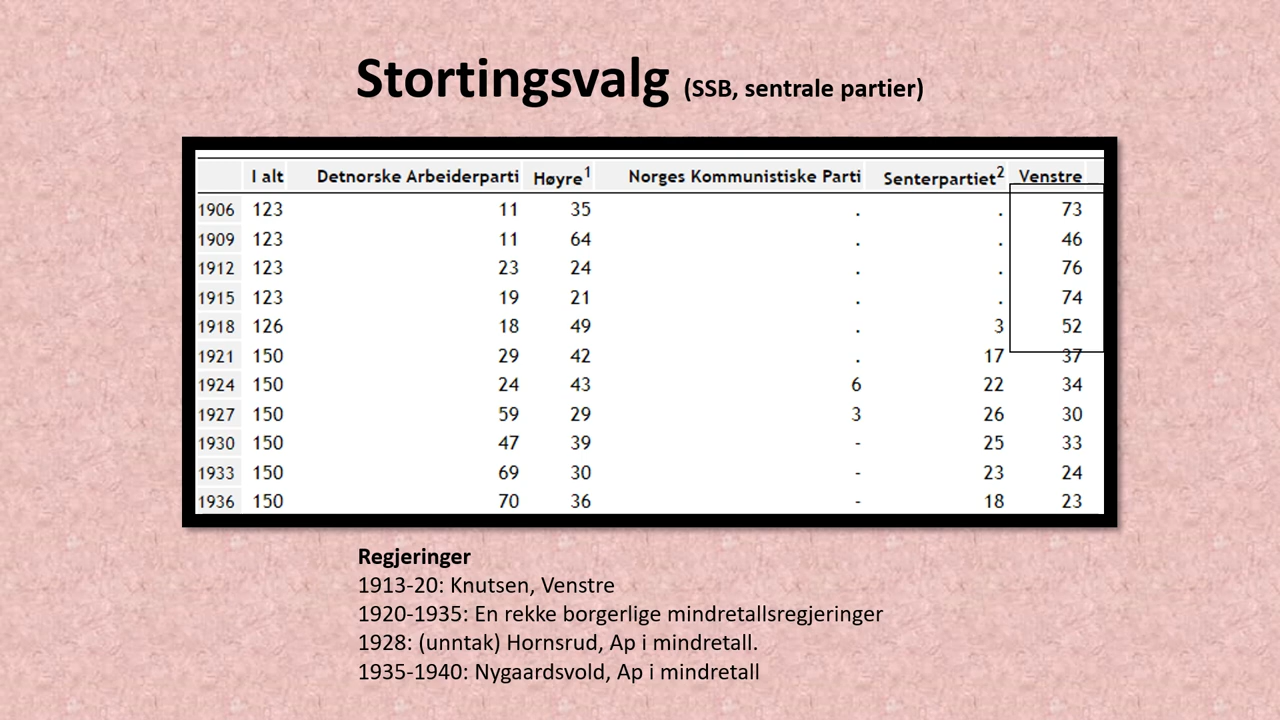 Stortingsvalg (SSB, sentrale partier)
I alt Detnorske Arbeiderparti Høyre1 Norges Kommunistiske Parti Senterpartiet2 Venstre
1906 123 11 35 . . 73
1909 123 11 64 . . 46
1912 123 23 24 . . 76
1915 123 19 21 . . 74
1918 126 18 49 . 3 52
1921 150 29 42 . 17 37
1924 150 24 43 6 22 34
1927 150 59 29 3 26 30
1930 150 47 39 - 25 33
1933 150 69 30 - 23 24
1936 150 70 36 - 18 23
Regjeringer
1913-20: Knutsen, Venstre
1920-1935: En rekke borgerlige mindretallsregjeringer
1928: (unntak) Hornsrud, Ap i mindretall.
1935-1940: Nygaardsvold, Ap i mindretall